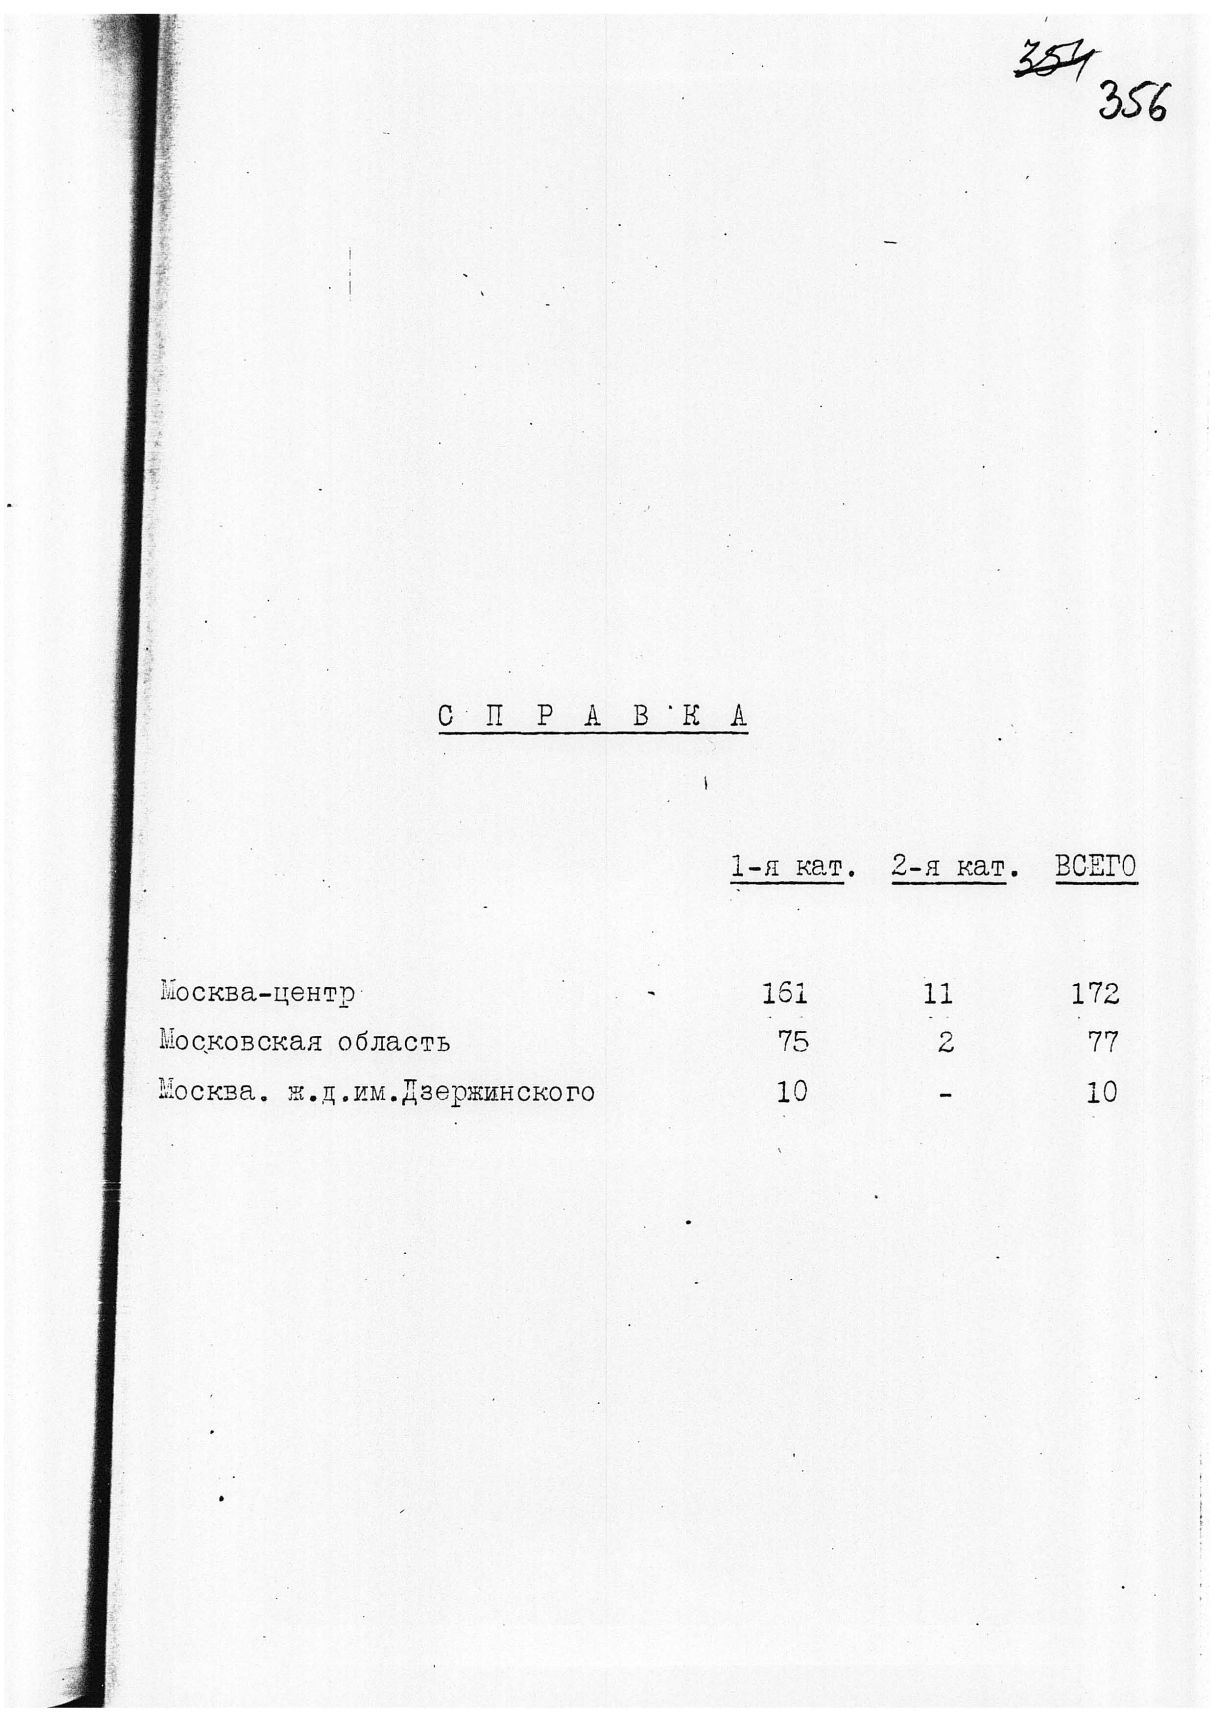 354
356
С П Р А В К А
1-я кат. 2-я кат. ВСЕГО
Москва-центр 161 11 172
Московская область 75 2 77
Москва. ж.д.им.Дзержинского 10 - 10